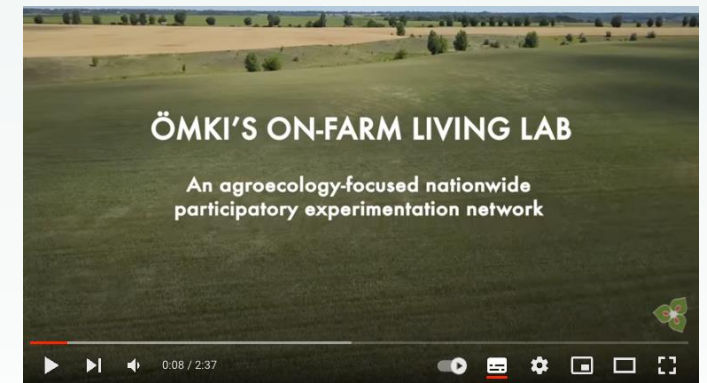 ÖMKI'S ON-FARM LIVING LAB
An agroecology-focused nationwide
participatory experimentation network
0:08 / 2:37